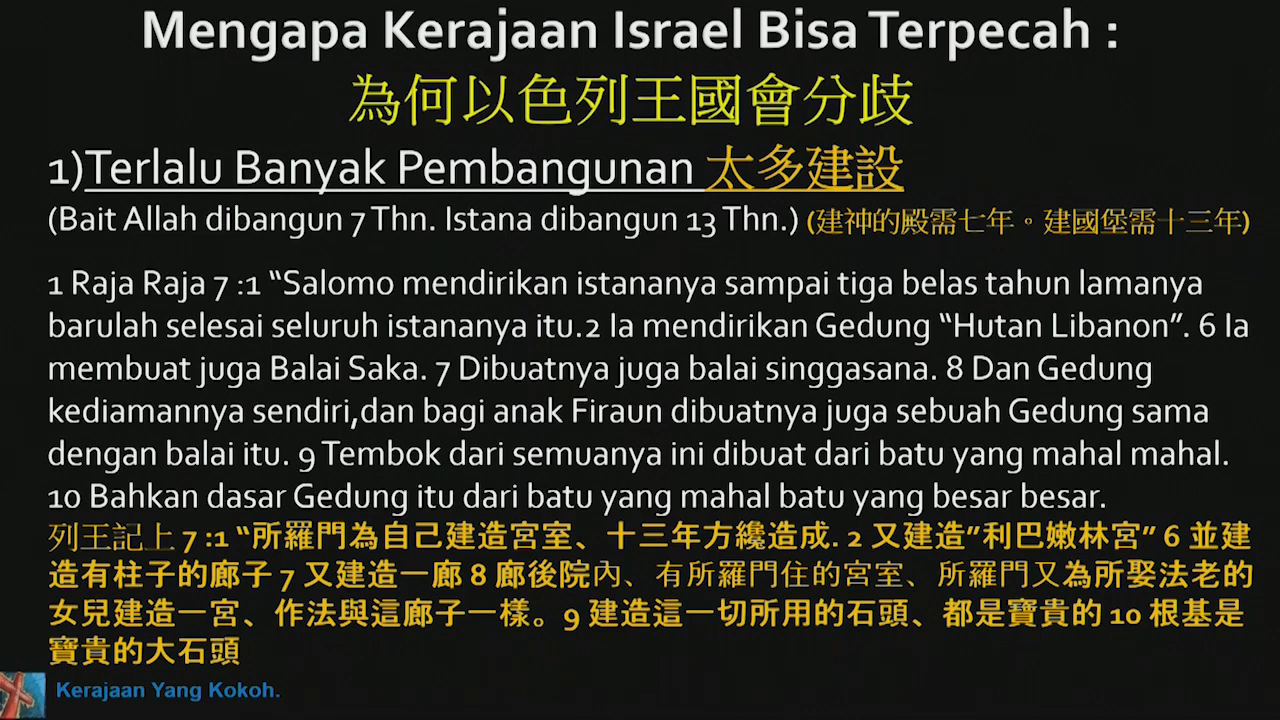 Mengapa Kerajaan Israel Bisa Terpecah :
為何以色列王國會分歧
1)Terlalu Banyak Pembangunan 太多建設
(Bait Allah dibangun 7 Thn. Istana dibangun 13 Thn.) (建神的殿需七年。建國堡需十三年)
1 Raja Raja 7 :1 “Salomo mendirikan istananya sampai tiga belas tahun lamanya
barulah selesai seluruh istananya itu.2 Ia mendirikan Gedung “Hutan Libanon”. 6 Ia
membuat juga Balai Saka. 7 Dibuatnya juga balai singgasana. 8 Dan Gedung
kediamannya sendiri,dan bagi anak Firaun dibuatnya juga sebuah Gedung sama
dengan balai itu. 9 Tembok dari semuanya ini dibuat dari batu yang mahal mahal.
10 Bahkan dasar Gedung itu dari batu yang mahal batu yang besar besar.
列王記上 7 :1 “所羅門為自己建造宮室、十三年方纔造成. 2 又建造”利巴嫩林宮” 6 並建
造有柱子的廊子 7 又建造一廊 8 廊後院內、有所羅門住的宮室、所羅門又為所娶法老的
女兒建造一宮、作法與這廊子一樣。9 建造這一切所用的石頭、都是寶貴的 10 根基是
寶貴的大石頭
Kerajaan Yang Kokoh.